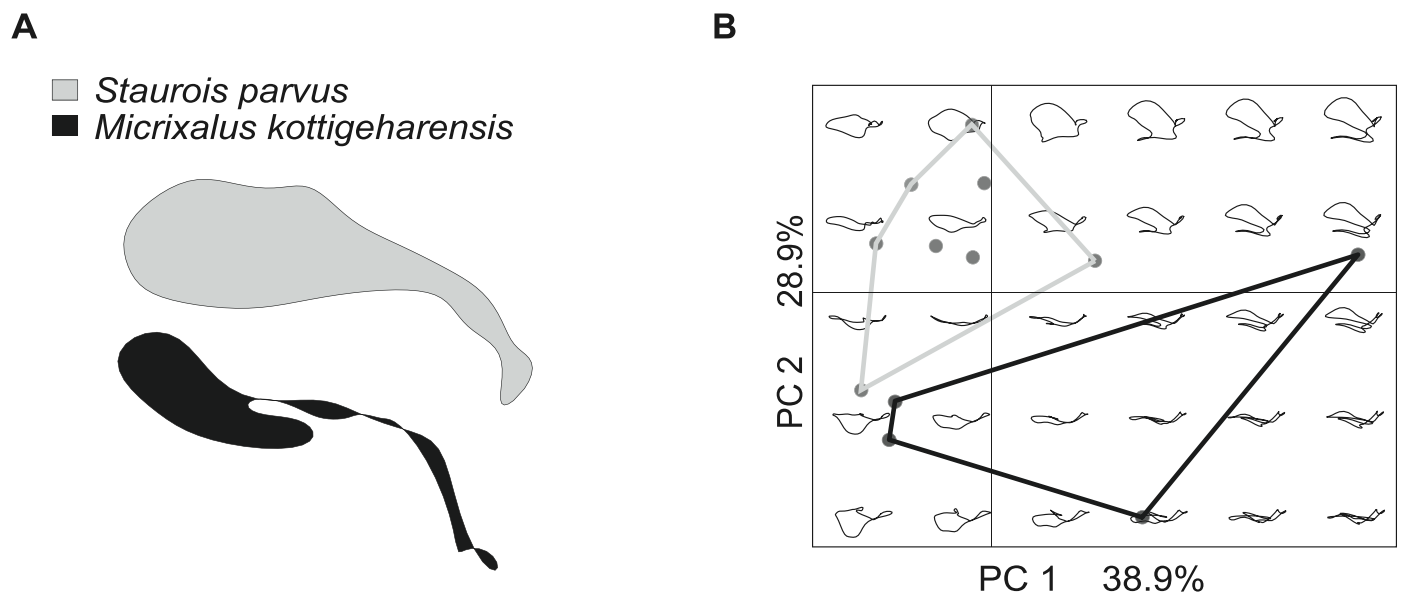 A
Staurois parvus
Micrixalus kottigeharensis
B
PC 2 28.9%
PC 1 38.9%